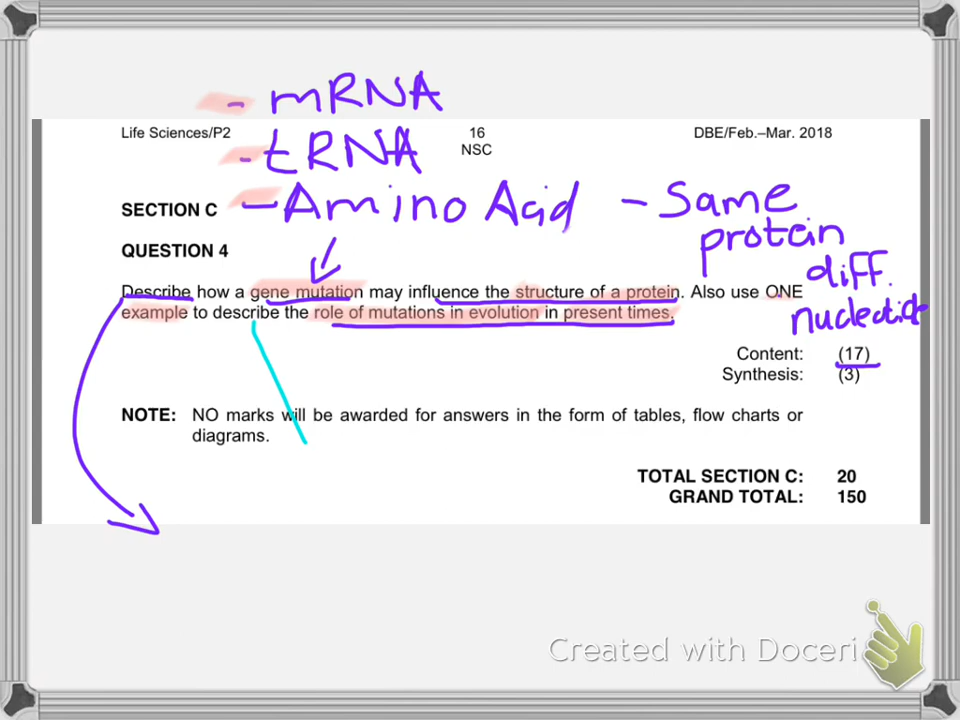 - mRNA
Life Sciences/P2 16 DBE/Feb.–Mar. 2018
NSC
- tRNA
SECTION C
- Amino Acid - Same
protein
diff.
nucleotide
QUESTION 4
Describe how a gene mutation may influence the structure of a protein. Also use ONE
example to describe the role of mutations in evolution in present times.
Content: (17)
Synthesis: (3)
NOTE: NO marks will be awarded for answers in the form of tables, flow charts or
diagrams.
TOTAL SECTION C: 20
GRAND TOTAL: 150
Created with Doceri